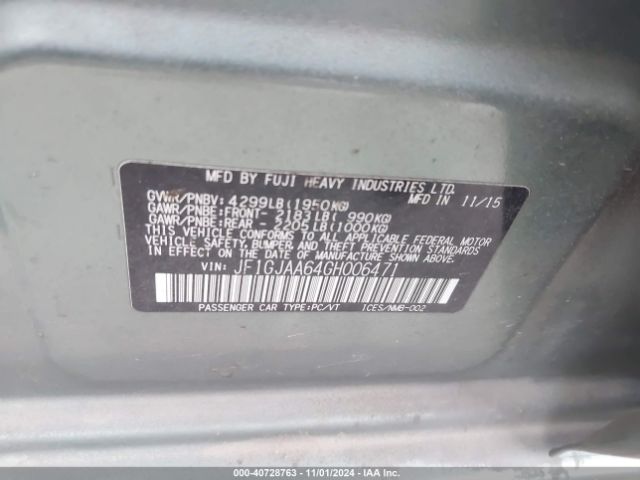 MFD BY FUJI HEAVY INDUSTRIES LTD.
GVWR/PNBV: 4299LB(1950KG) MFD IN 11/15
GAWR/PNBE:FRONT- 2183LB( 990KG)
GAWR/PNBE:REAR - 2205LB(1000KG)
THIS VEHICLE CONFORMS TO ALL APPLICABLE FEDERAL MOTOR
VEHICLE SAFETY, BUMPER, AND THEFT PREVENTION STANDARDS
IN EFFECT ON THE DATE OF MANUFACTURE SHOWN ABOVE.
VIN: JF1GJAA64GH006471
PASSENGER CAR TYPE:PC/VT ICES/NMB-002
000-40728763 • 11/01/2024 - IAA Inc.